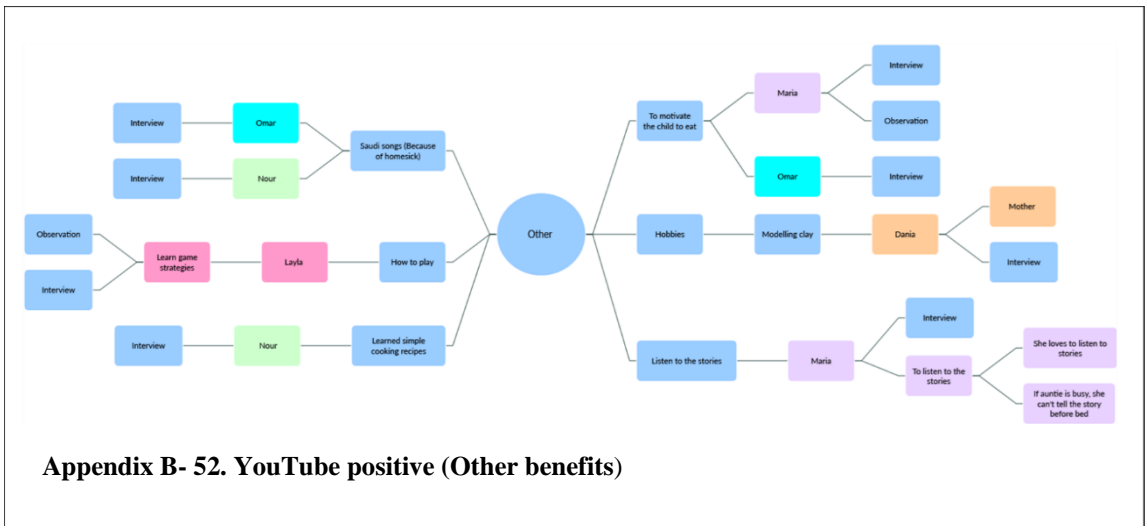 Interview
Omar
Interview
Nour
Saudi songs (Because
of homesick)
Observation
Interview
Learn game
strategies
Layla
How to play
Interview
Nour
Learned simple
cooking recipes
Other
To motivate
the child to eat
Maria
Interview
Observation
Omar
Interview
Hobbies
Modelling clay
Dania
Mother
Interview
Listen to the stories
Maria
Interview
To listen to the
stories
She loves to listen to
stories
If auntie is busy, she
can't tell the story
before bed
Appendix B- 52. YouTube positive (Other benefits)